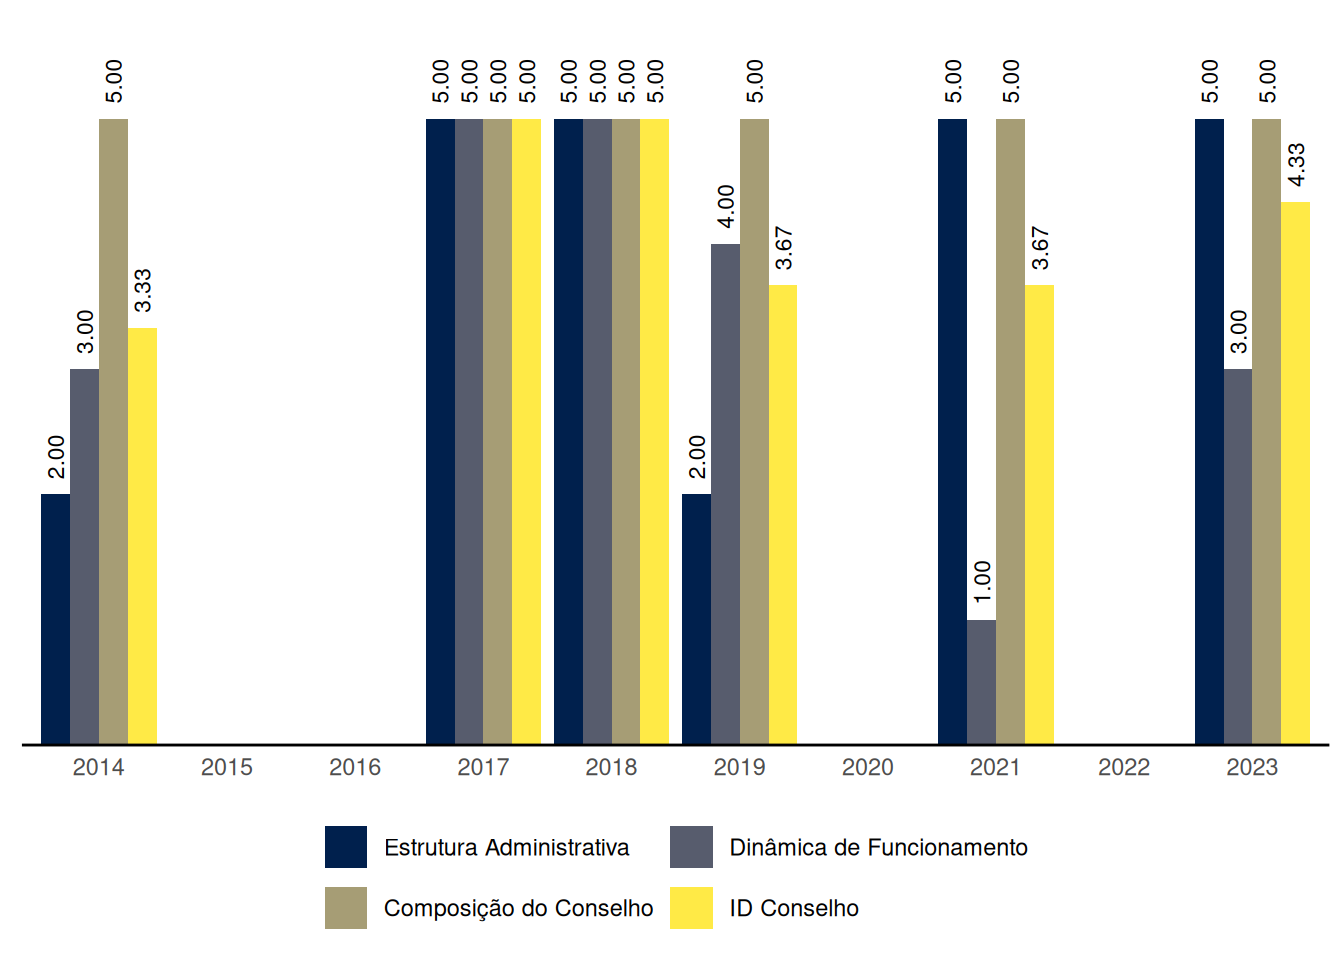 5.00 5.00 5.00 5.00 5.00 5.00 5.00 5.00 5.00 5.00 5.00 5.00 5.00 5.00
4.33
4.00
3.67 3.67
3.33 3.00 3.00
2.00 2.00
1.00
2014 2015 2016 2017 2018 2019 2020 2021 2022 2023
Estrutura Administrativa Dinâmica de Funcionamento
Composição do Conselho ID Conselho